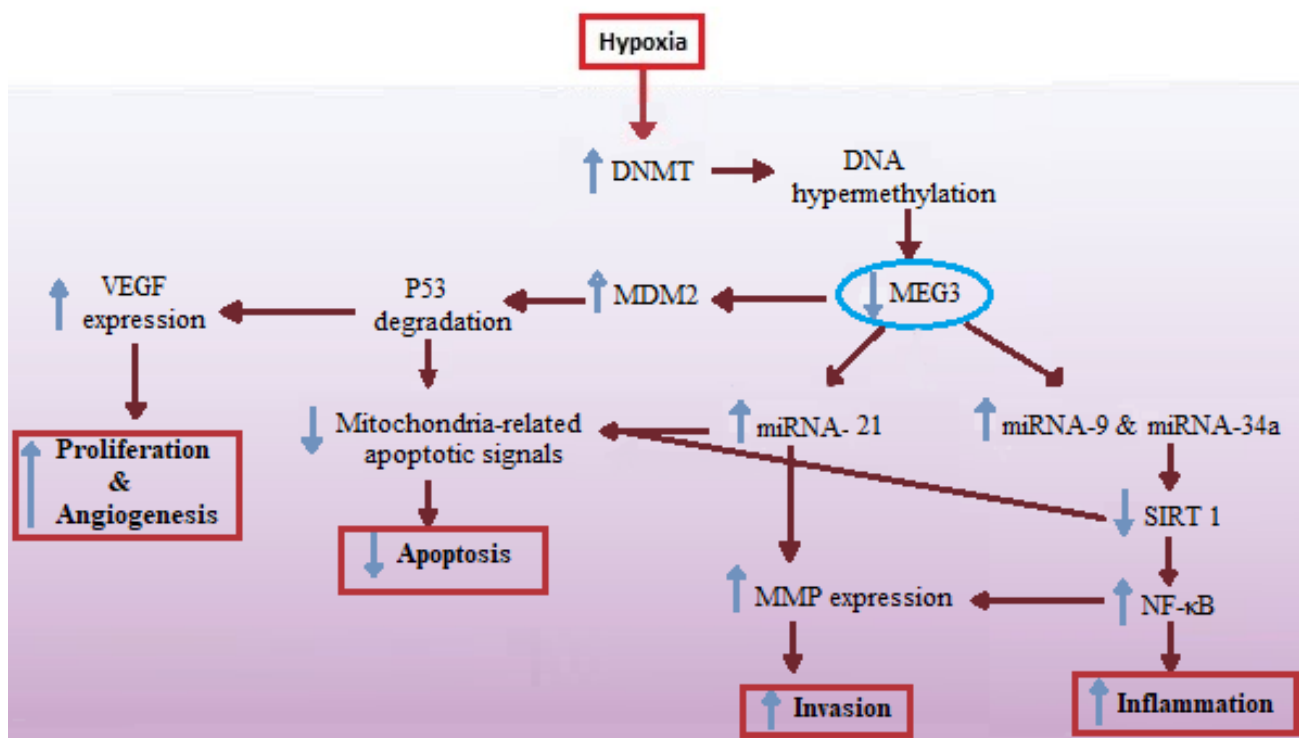 Hypoxia
DNMT
DNA
hypermethylation
VEGF
expression
P53
degradation
MDM2
MEG3
Proliferation
&
Angiogenesis
Mitochondria-related
apoptotic signals
miRNA- 21
miRNA-9 & miRNA-34a
SIRT 1
Apoptosis
MMP expression
NF-κB
Invasion
Inflammation